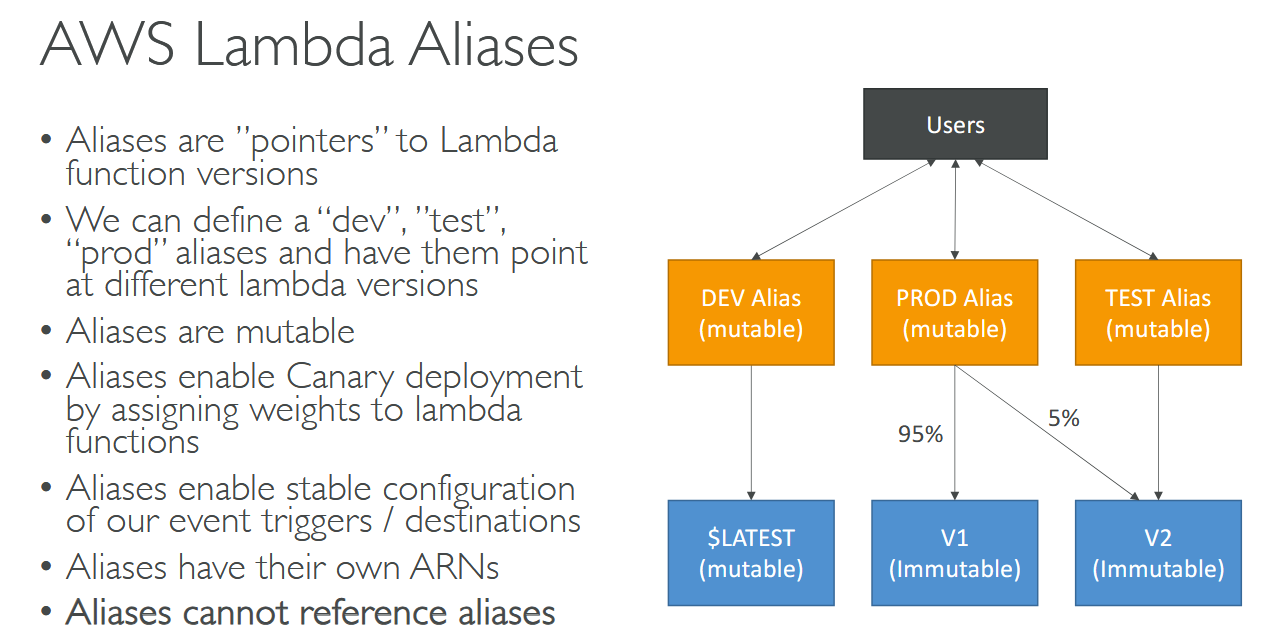 AWS Lambda Aliases
• Aliases are ”pointers” to Lambda
function versions
• We can define a “dev”, ”test”,
“prod” aliases and have them point
at different lambda versions
• Aliases are mutable
• Aliases enable Canary deployment
by assigning weights to lambda
functions
• Aliases enable stable configuration
of our event triggers / destinations
• Aliases have their own ARNs
• Aliases cannot reference aliases
Users
DEV Alias
(mutable)
PROD Alias
(mutable)
TEST Alias
(mutable)
95%
5%
$LATEST
(mutable)
V1
(Immutable)
V2
(Immutable)